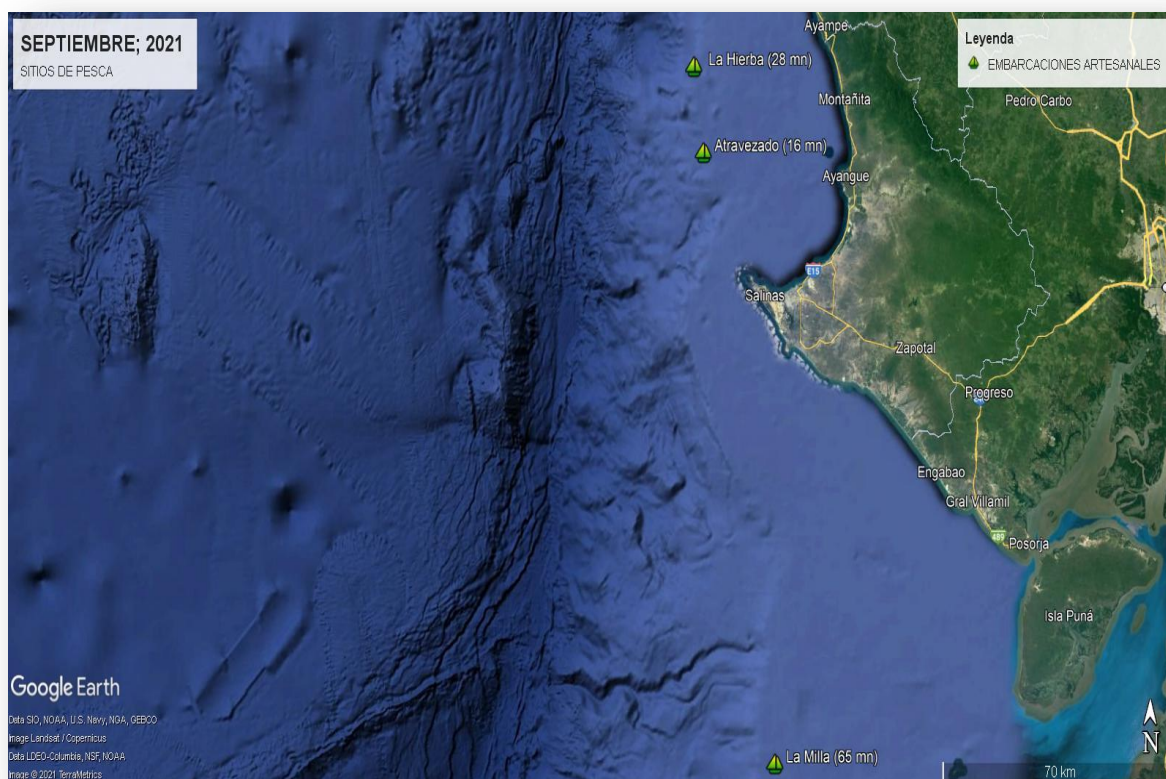 SEPTIEMBRE; 2021
SITIOS DE PESCA
Leyenda
EMBARCACIONES ARTESANALES
Ayampe
La Hierba (28 mn)
Montañita
Pedro Carbo
Atravezado (16 mn)
Ayangue
E15
Salinas
Zapotal
Progreso
Engabao
Gral Villamil
489
Posorja
Isla Puná
La Milla (65 mn)
Google Earth
Data SIO, NOAA, U.S. Navy, NGA, GEBCO
Image Landsat / Copernicus
Data LDEO-Columbia, NSF, NOAA
Image © 2021 TerraMetrics
N
70 km